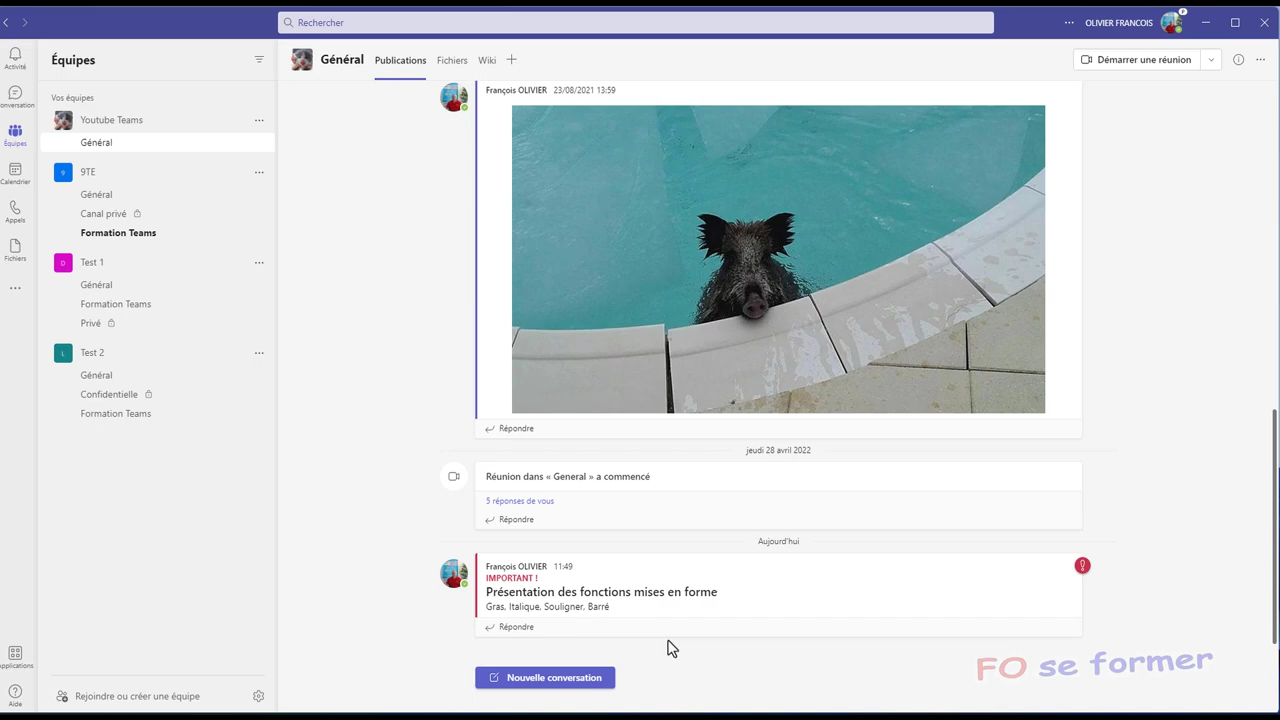 Rechercher
OLIVIER FRANCOIS
P
Activité
Conversation
Équipes
Calendrier
Appels
Fichiers
Applications
Aide
Équipes
Vos équipes
Youtube Teams
Général
9 9TE
Général
Canal privé
Formation Teams
D Test 1
Général
Formation Teams
Privé
L Test 2
Général
Confidentielle
Formation Teams
Rejoindre ou créer une équipe
Général Publications Fichiers Wiki
Démarrer une réunion
François OLIVIER 23/08/2021 13:59
Répondre
jeudi 28 avril 2022
Réunion dans « General » a commencé
5 réponses de vous
Répondre
Aujourd'hui
François OLIVIER 11:49
IMPORTANT !
Présentation des fonctions mises en forme
Gras, Italique, Souligner, Barré
Répondre
Nouvelle conversation
FO se former